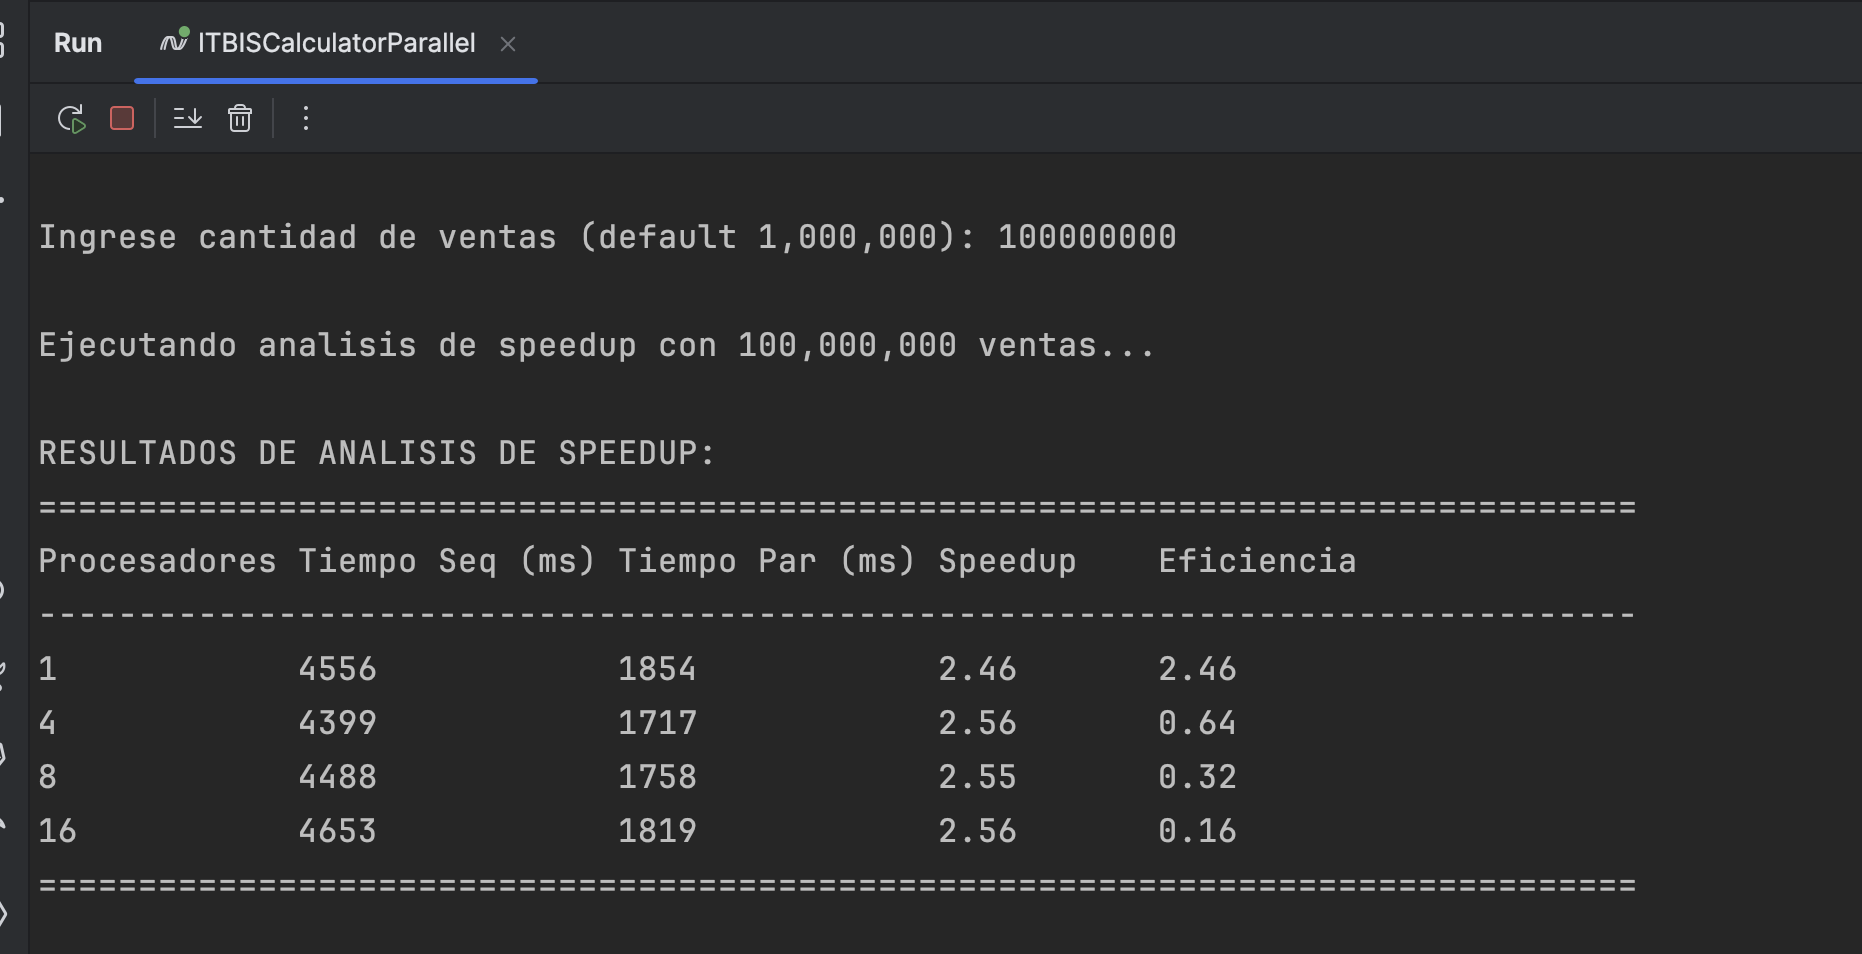 Run ITBISCalculatorParallel
Ingrese cantidad de ventas (default 1,000,000): 100000000
Ejecutando analisis de speedup con 100,000,000 ventas...
RESULTADOS DE ANALISIS DE SPEEDUP:
================================================================================
Procesadores Tiempo Seq (ms) Tiempo Par (ms) Speedup    Eficiencia
--------------------------------------------------------------------------------
1            4556            1854            2.46       2.46
4            4399            1717            2.56       0.64
8            4488            1758            2.55       0.32
16           4653            1819            2.56       0.16
================================================================================